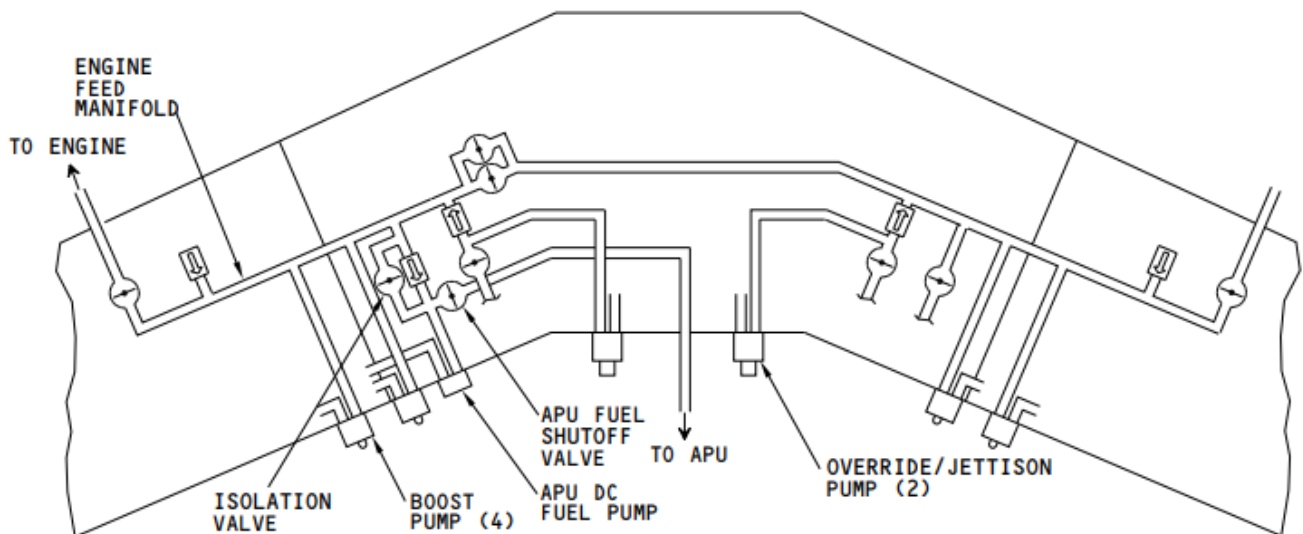 ENGINE
FEED
MANIFOLD
TO ENGINE
APU FUEL
SHUTOFF
VALVE
TO APU
OVERRIDE/JETTISON
PUMP (2)
ISOLATION
VALVE
BOOST
PUMP (4)
APU DC
FUEL PUMP